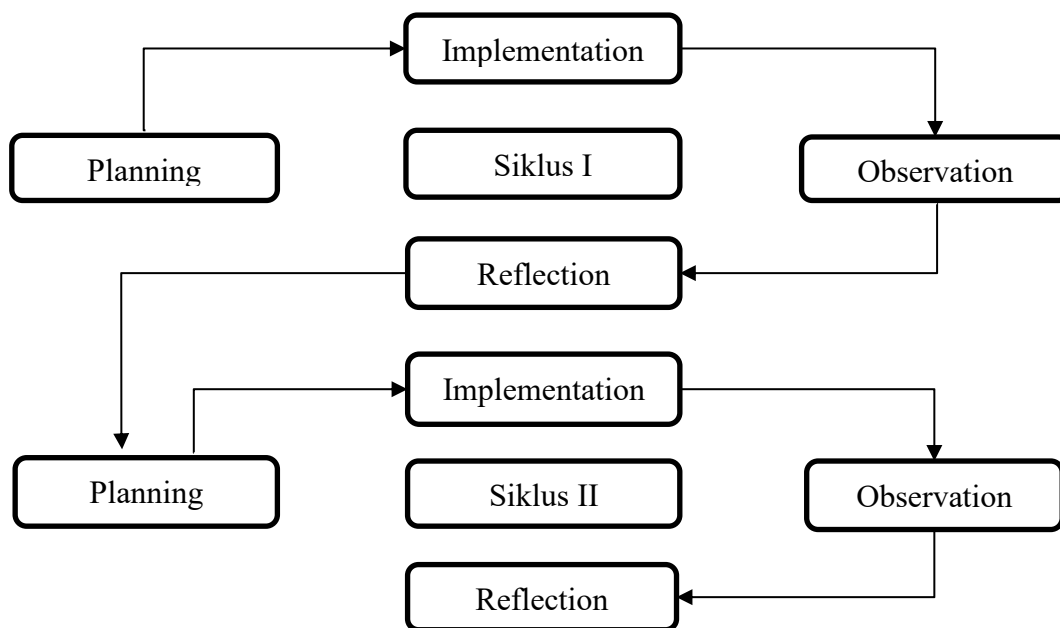 Implementation
Planning
Siklus I
Observation
Reflection
Implementation
Planning
Siklus II
Observation
Reflection